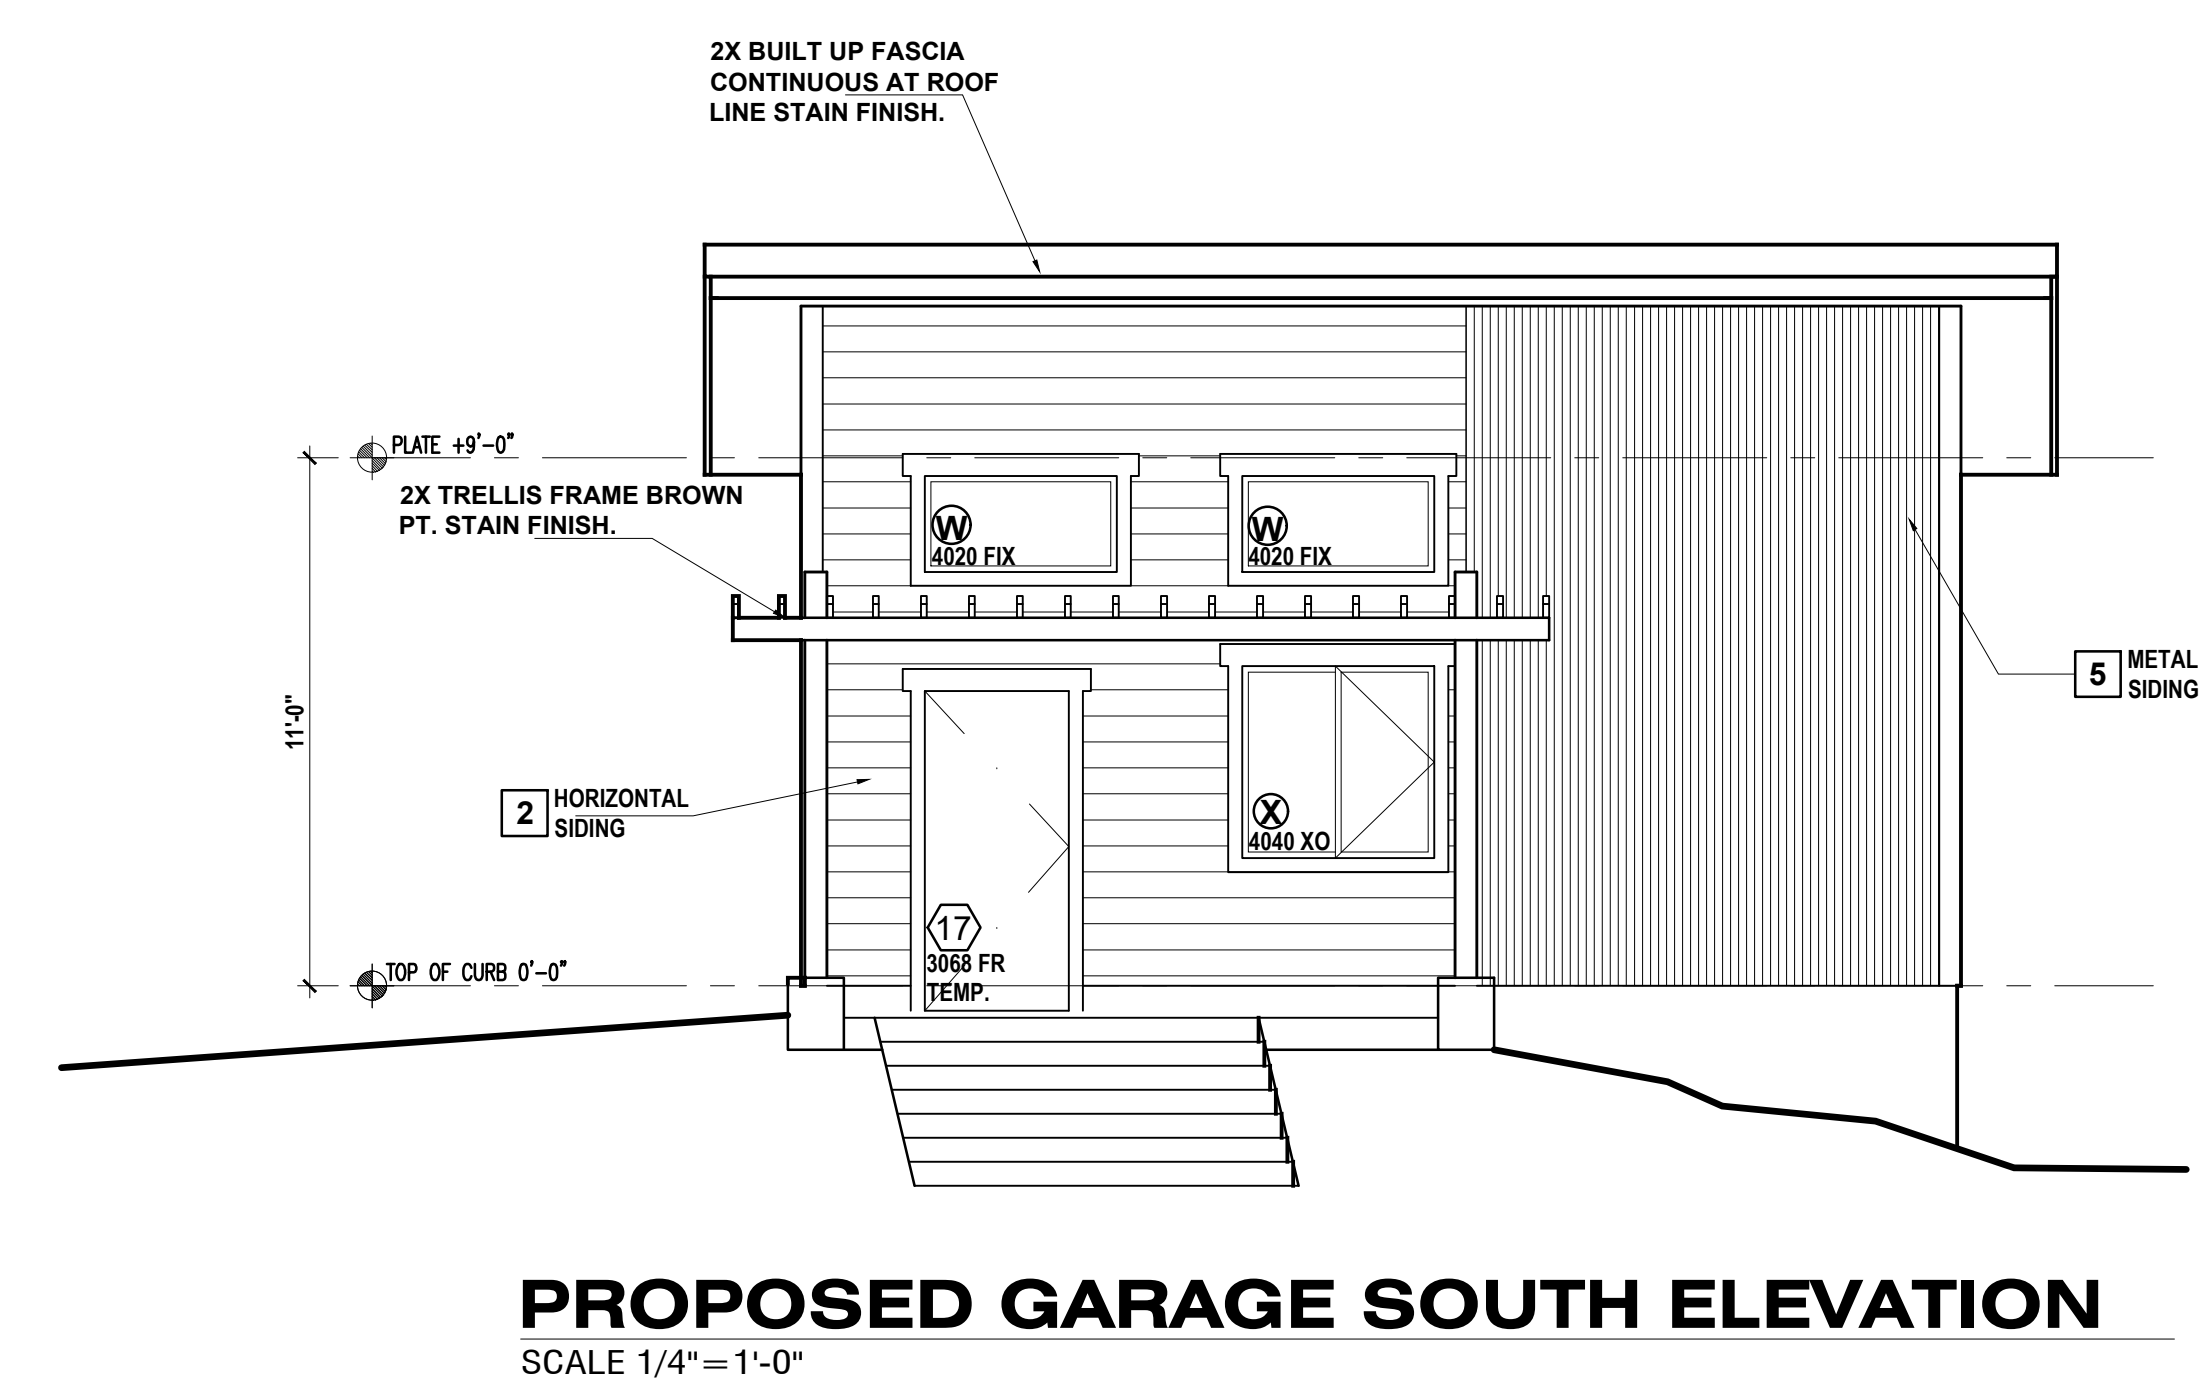 2X BUILT UP FASCIA
CONTINUOUS AT ROOF
LINE STAIN FINISH.
PLATE +9'-0"
2X TRELLIS FRAME BROWN
PT. STAIN FINISH.
W
4020 FIX
W
4020 FIX
5
METAL
SIDING
11'-0"
2
HORIZONTAL
SIDING
X
4040 XO
17
3068 FR
TEMP.
TOP OF CURB 0'-0"
PROPOSED GARAGE SOUTH ELEVATION
SCALE 1/4"=1'-0"